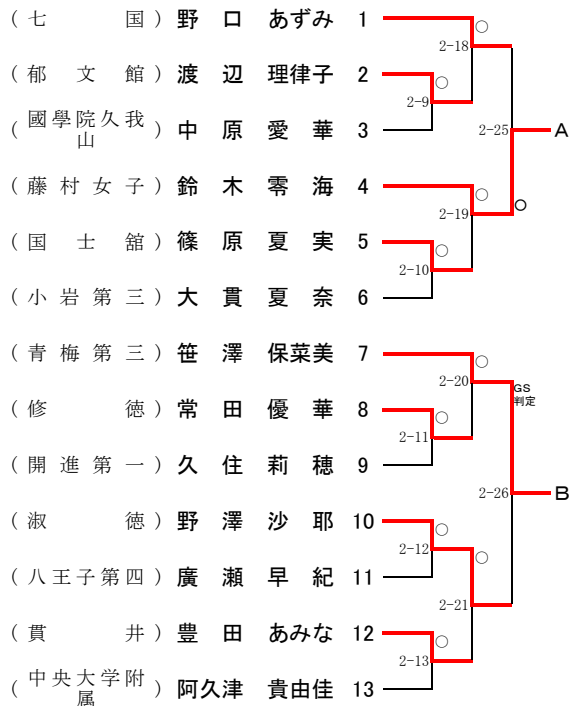 (七国) 野口 あずみ 1
(郁文館) 渡辺 理律子 2
(國學院久我山) 中原 愛華 3
(藤村女子) 鈴木 零海 4
(国士舘) 篠原 夏実 5
(小岩第三) 大貫 夏奈 6
(青梅第三) 笹澤 保菜美 7
(修徳) 常田 優華 8
(開進第一) 久住 莉穂 9
(淑徳) 野澤 沙耶 10
(八王子第四) 廣瀬 早紀 11
(貫井) 豊田 あみな 12
(中央大学附属) 阿久津 貴由佳 13
○
2-18
○
2-9
2-25
A
○
2-19
○
○
2-10
○
2-20
GS
判定
○
2-11
2-26
B
○
2-12
○
2-21
○
2-13